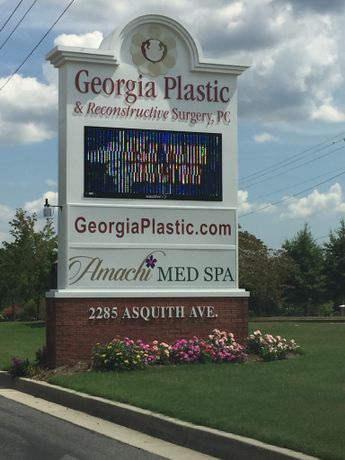 Georgia Plastic
& Reconstructive Surgery, PC
GeorgiaPlastic.com
Amachi MED SPA
2285 ASQUITH AVE.